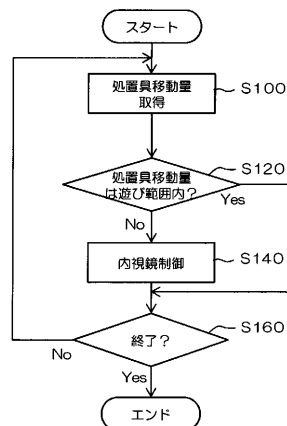 スタート
処置具移動量
取得
S100
処置具移動量
は遊び範囲内?
S120
Yes
No
内視鏡制御
S140
終了?
S160
No
Yes
エンド